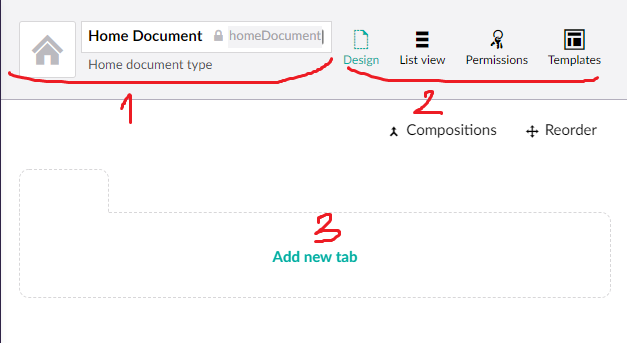 Home Document homeDocument
Home document type
Design List view Permissions Templates
1 2
Compositions Reorder
3
Add new tab